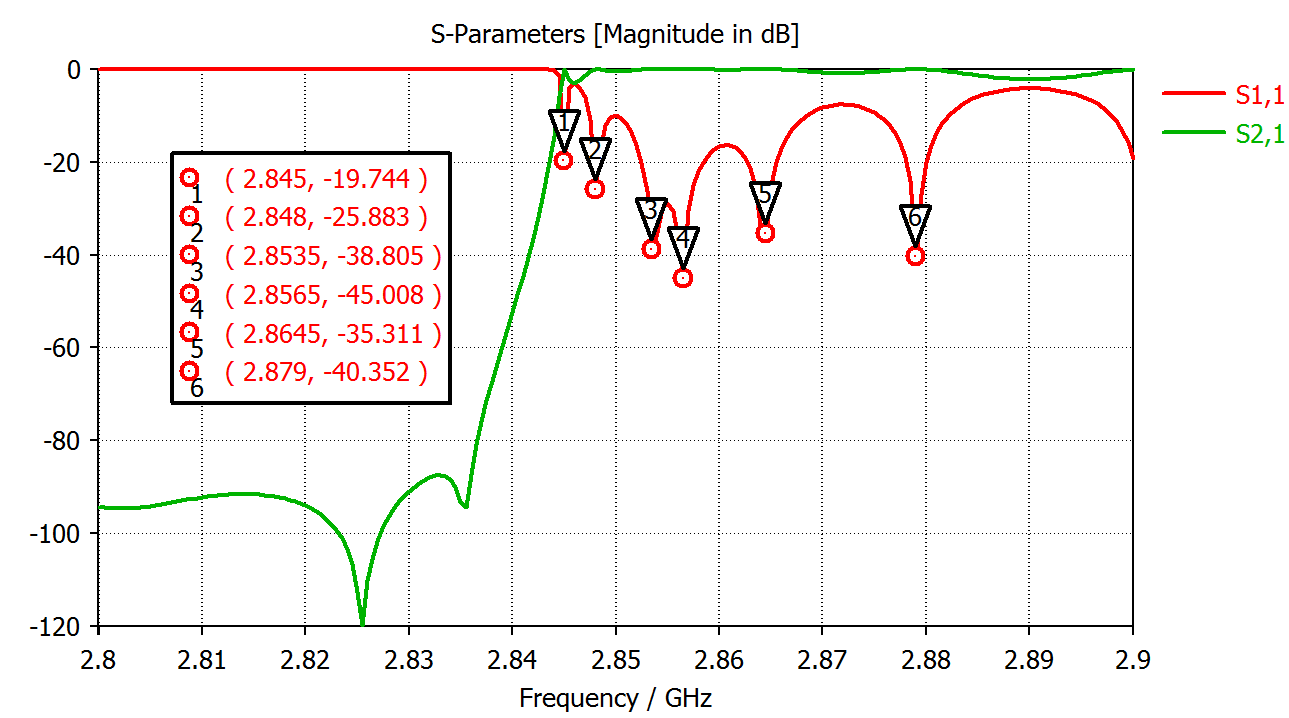 S-Parameters [Magnitude in dB]
0
-20
-40
-60
-80
-100
-120
1 ( 2.845, -19.744 )
2 ( 2.848, -25.883 )
3 ( 2.8535, -38.805 )
4 ( 2.8565, -45.008 )
5 ( 2.8645, -35.311 )
6 ( 2.879, -40.352 )
1
2
3
4
5
6
S1,1
S2,1
2.8 2.81 2.82 2.83 2.84 2.85 2.86 2.87 2.88 2.89 2.9
Frequency / GHz